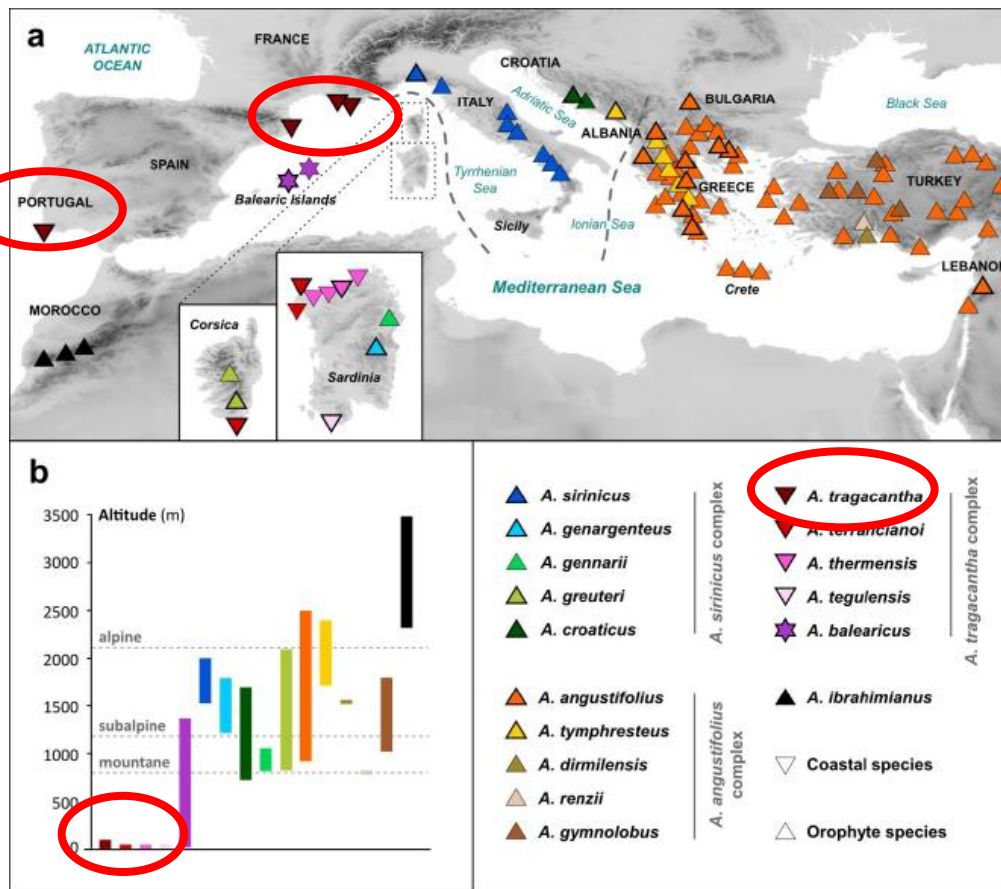 a
ATLANTIC
OCEAN
FRANCE
CROATIA
ITALY
Adriatic Sea
BULGARIA
Black Sea
ALBANIA
SPAIN
PORTUGAL
Balearic Islands
Tyrrhenian
Sea
GREECE
TURKEY
Sicily
Ionian Sea
LEBANON
Mediterranean Sea
Crete
MOROCCO
Corsica
Sardinia
b
Altitude (m)
3500
3000
2500
alpine
2000
1500
subalpine
1000
mountane
500
0
A. sirinicus
A. genargenteus
A. gennarii
A. greuteri
A. croaticus
A. sirinicus complex
A. angustifolius
A. tymphresteus
A. dirmilensis
A. renzii
A. gymnolobus
A. angustifolius
complex
A. tragacantha
A. terrancianoi
A. thermensis
A. tegulensis
A. balearicus
A. tragacantha complex
A. ibrahimianus
Coastal species
Orophyte species